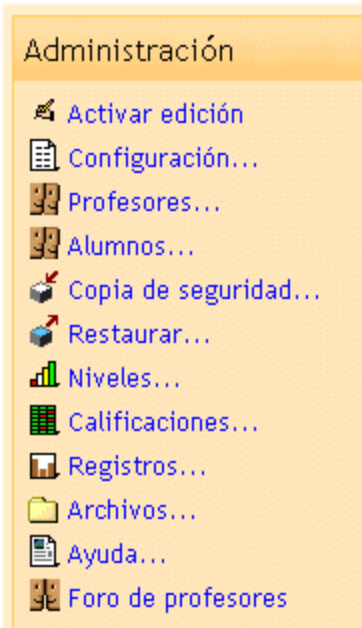 Administración
Activar edición
Configuración...
Profesores...
Alumnos...
Copia de seguridad...
Restaurar...
Niveles...
Calificaciones...
Registros...
Archivos...
Ayuda...
Foro de profesores